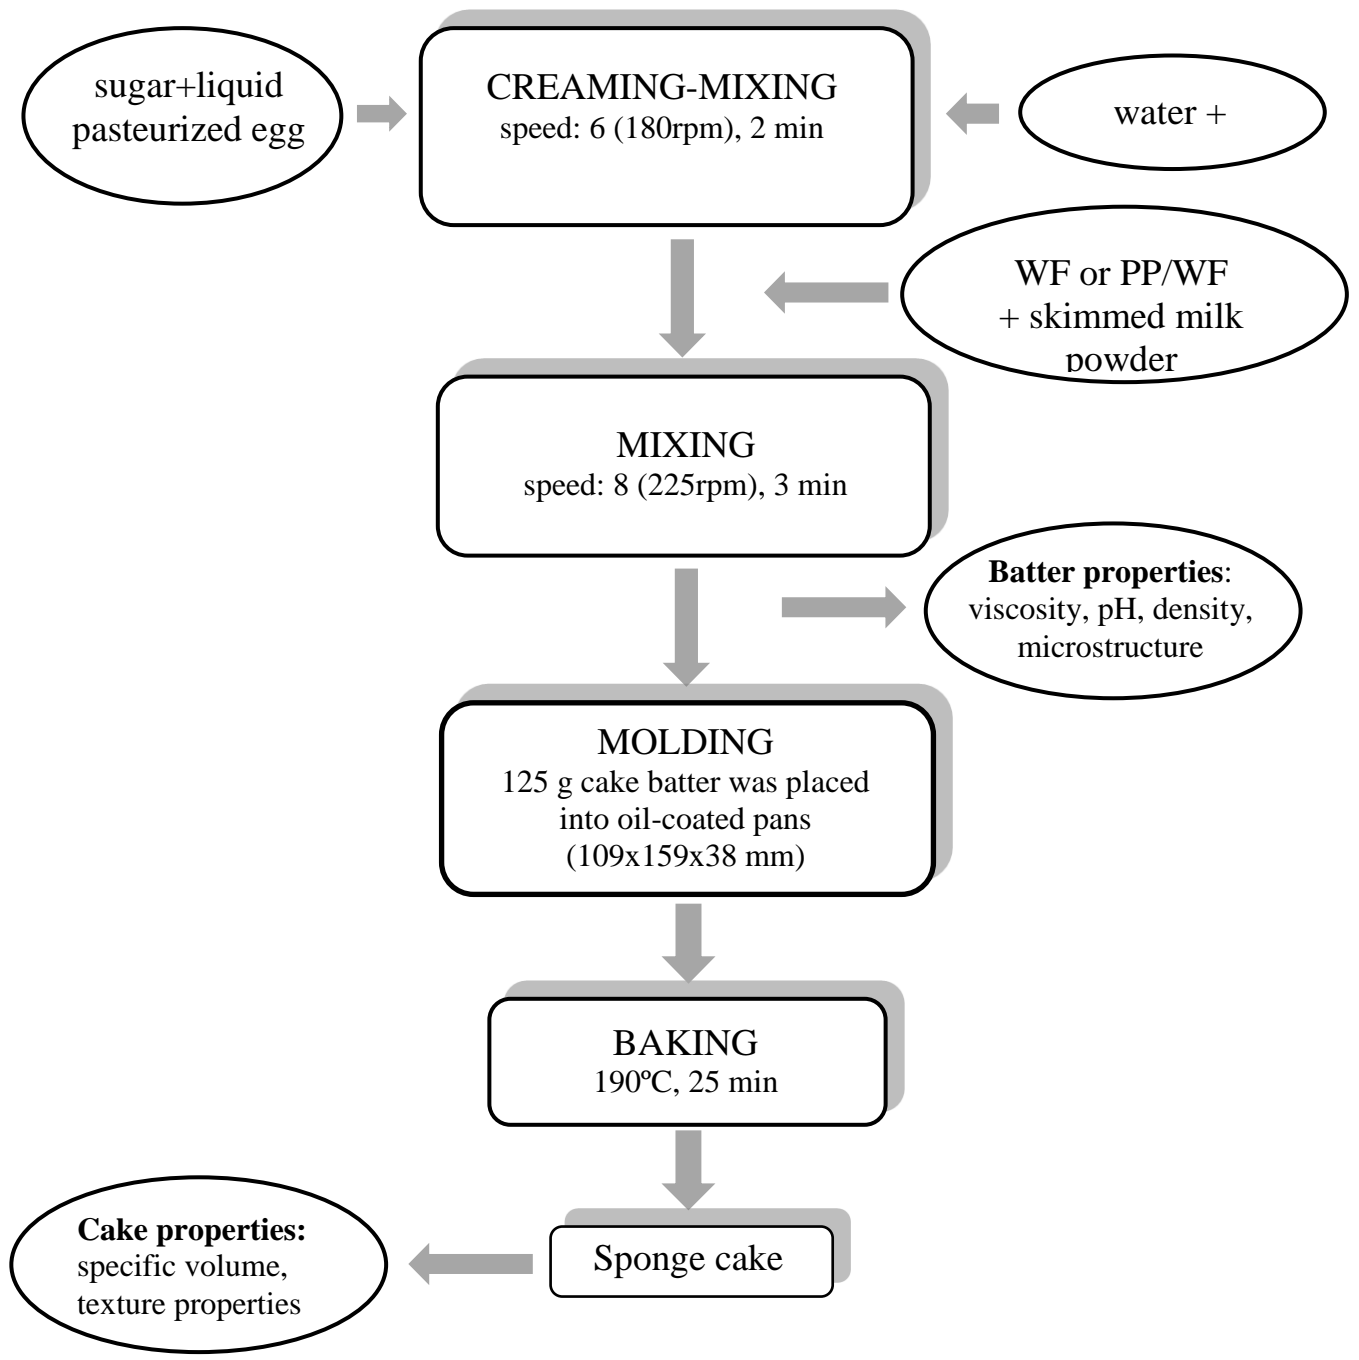 sugar+liquid
pasteurized egg
CREAMING-MIXING
speed: 6 (180rpm), 2 min
water +
WF or PP/WF
+ skimmed milk
powder
MIXING
speed: 8 (225rpm), 3 min
Batter properties:
viscosity, pH, density,
microstructure
MOLDING
125 g cake batter was placed
into oil-coated pans
(109x159x38 mm)
BAKING
190ºC, 25 min
Sponge cake
Cake properties:
specific volume,
texture properties